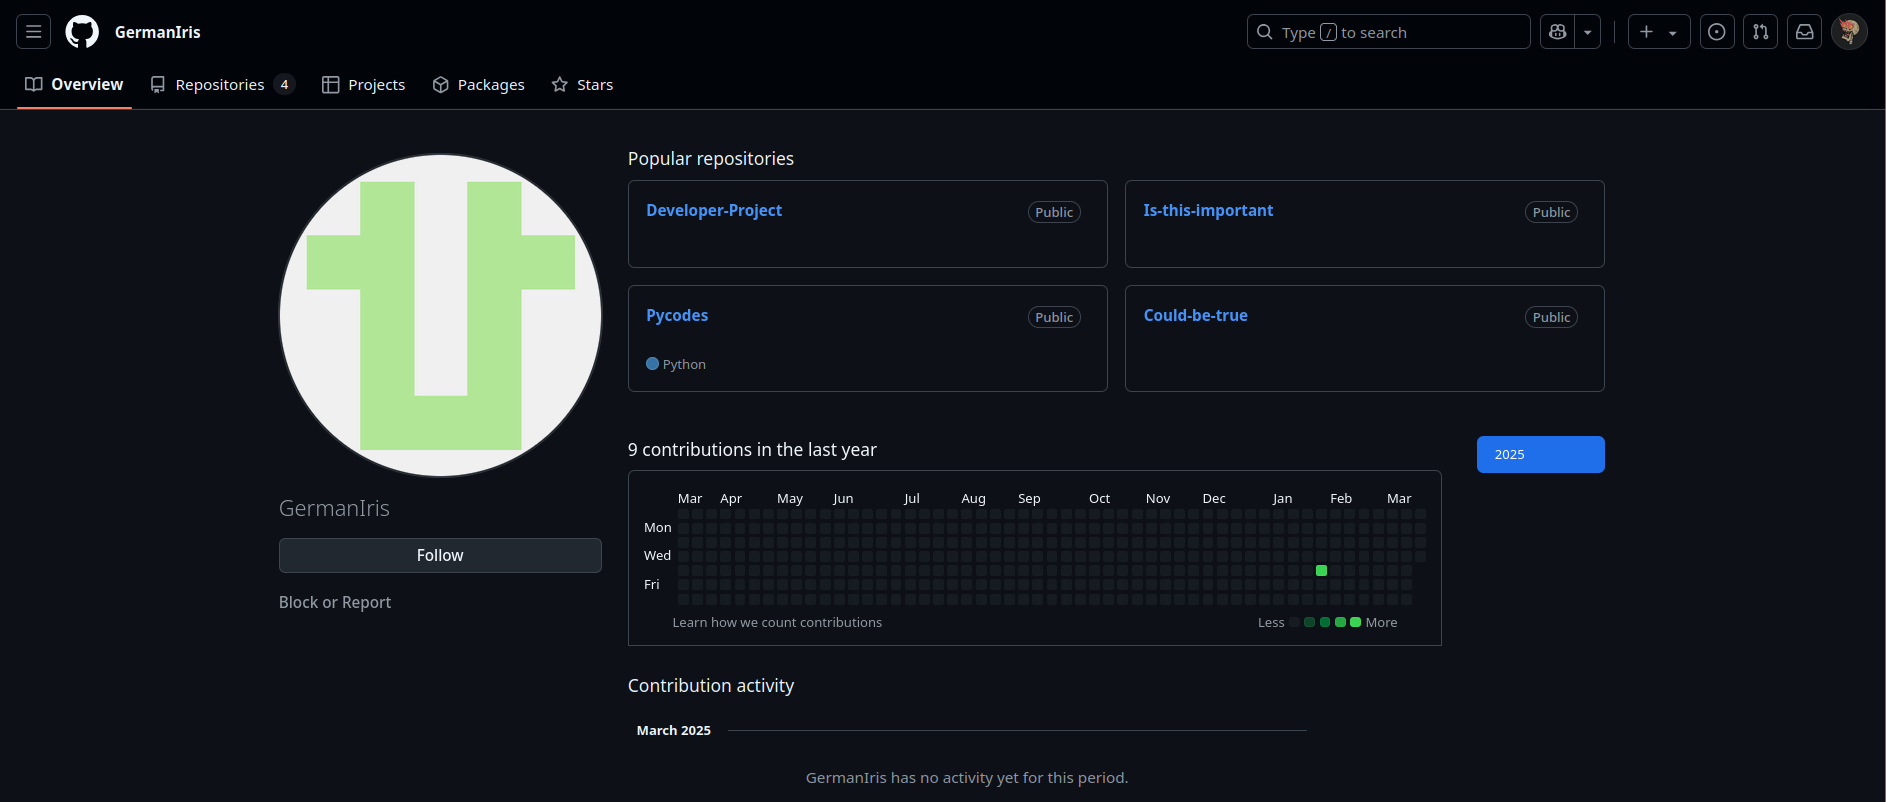 GermanIris
Type / to search
Overview
Repositories 4
Projects
Packages
Stars
GermanIris
Follow
Block or Report
Popular repositories
Developer-Project Public
Is-this-important Public
Pycodes Public
Python
Could-be-true Public
9 contributions in the last year
2025
Mar Apr May Jun Jul Aug Sep Oct Nov Dec Jan Feb Mar
Mon
Wed
Fri
Learn how we count contributions
Less More
Contribution activity
March 2025
GermanIris has no activity yet for this period.